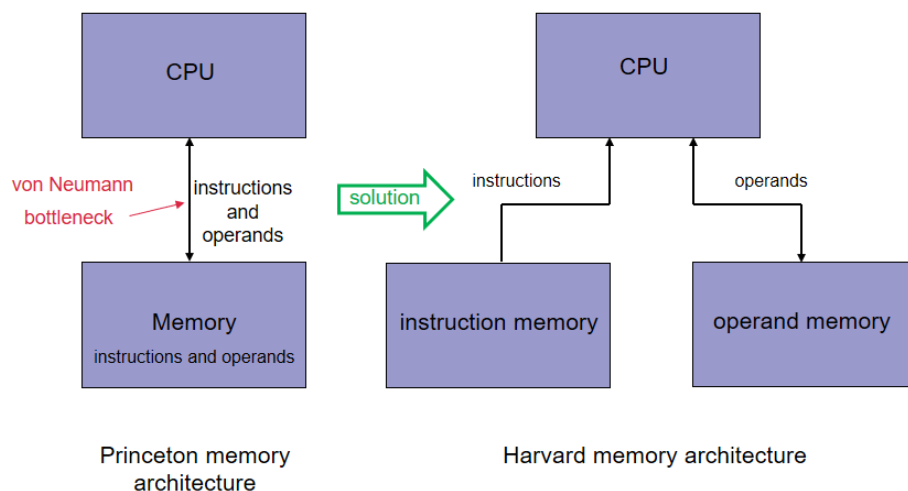 CPU
von Neumann
bottleneck
instructions
and
operands
Memory
instructions and operands
Princeton memory
architecture
solution
CPU
instructions
operands
instruction memory
operand memory
Harvard memory architecture